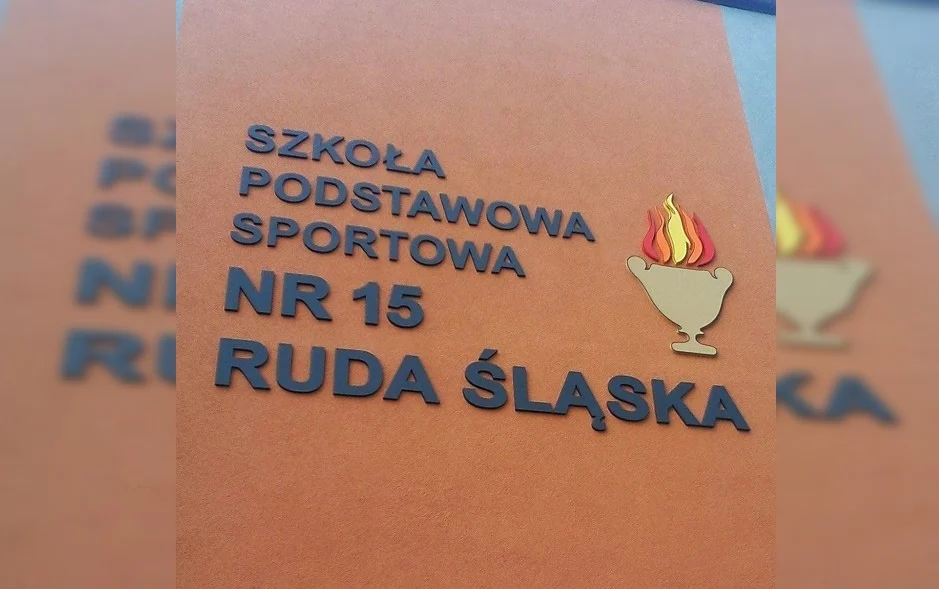 SZKOŁA
PODSTAWOWA
SPORTOWA
NR 15
RUDA ŚLĄSKA